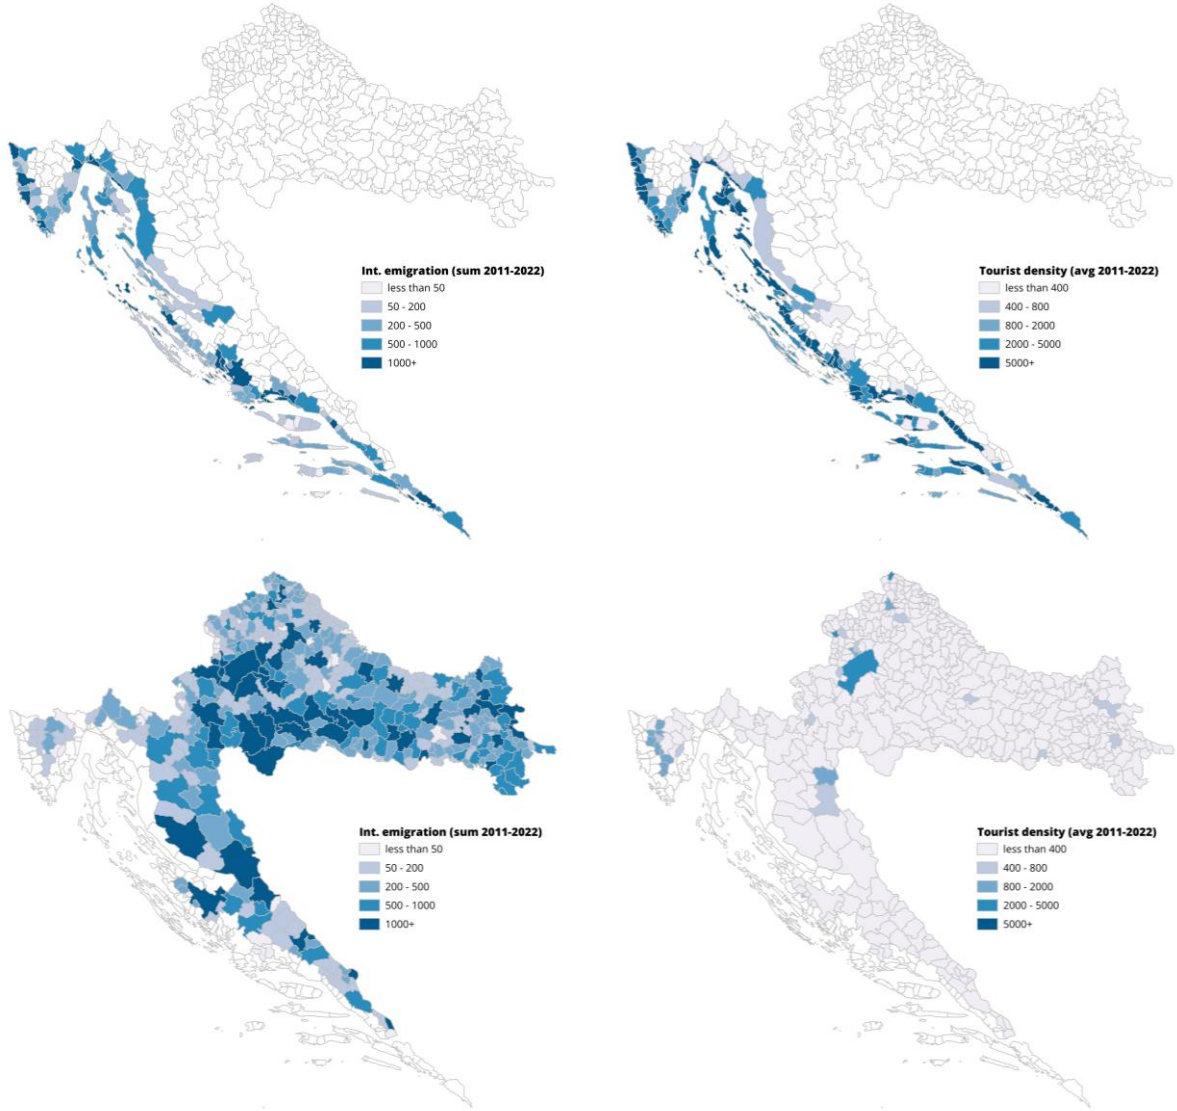 Int. emigration (sum 2011-2022)
less than 50
50 - 200
200 - 500
500 - 1000
1000+
Tourist density (avg 2011-2022)
less than 400
400 - 800
800 - 2000
2000 - 5000
5000+
Int. emigration (sum 2011-2022)
less than 50
50 - 200
200 - 500
500 - 1000
1000+
Tourist density (avg 2011-2022)
less than 400
400 - 800
800 - 2000
2000 - 5000
5000+